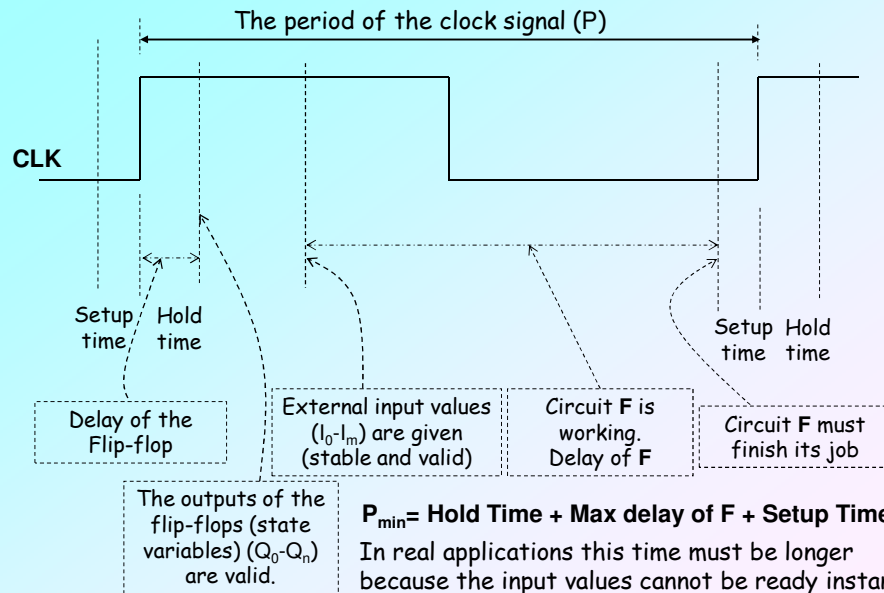 The period of the clock signal (P)
CLK
Setup
time
Hold
time
Setup
time
Hold
time
Delay of the
Flip-flop
External input values
(I0-Im) are given
(stable and valid)
Circuit F is
working.
Delay of F
Circuit F must
finish its job
The outputs of the
flip-flops (state
variables) (Q0-Qn)
are valid.
Pmin= Hold Time + Max delay of F + Setup Time
In real applications this time must be longer
because the input values cannot be ready